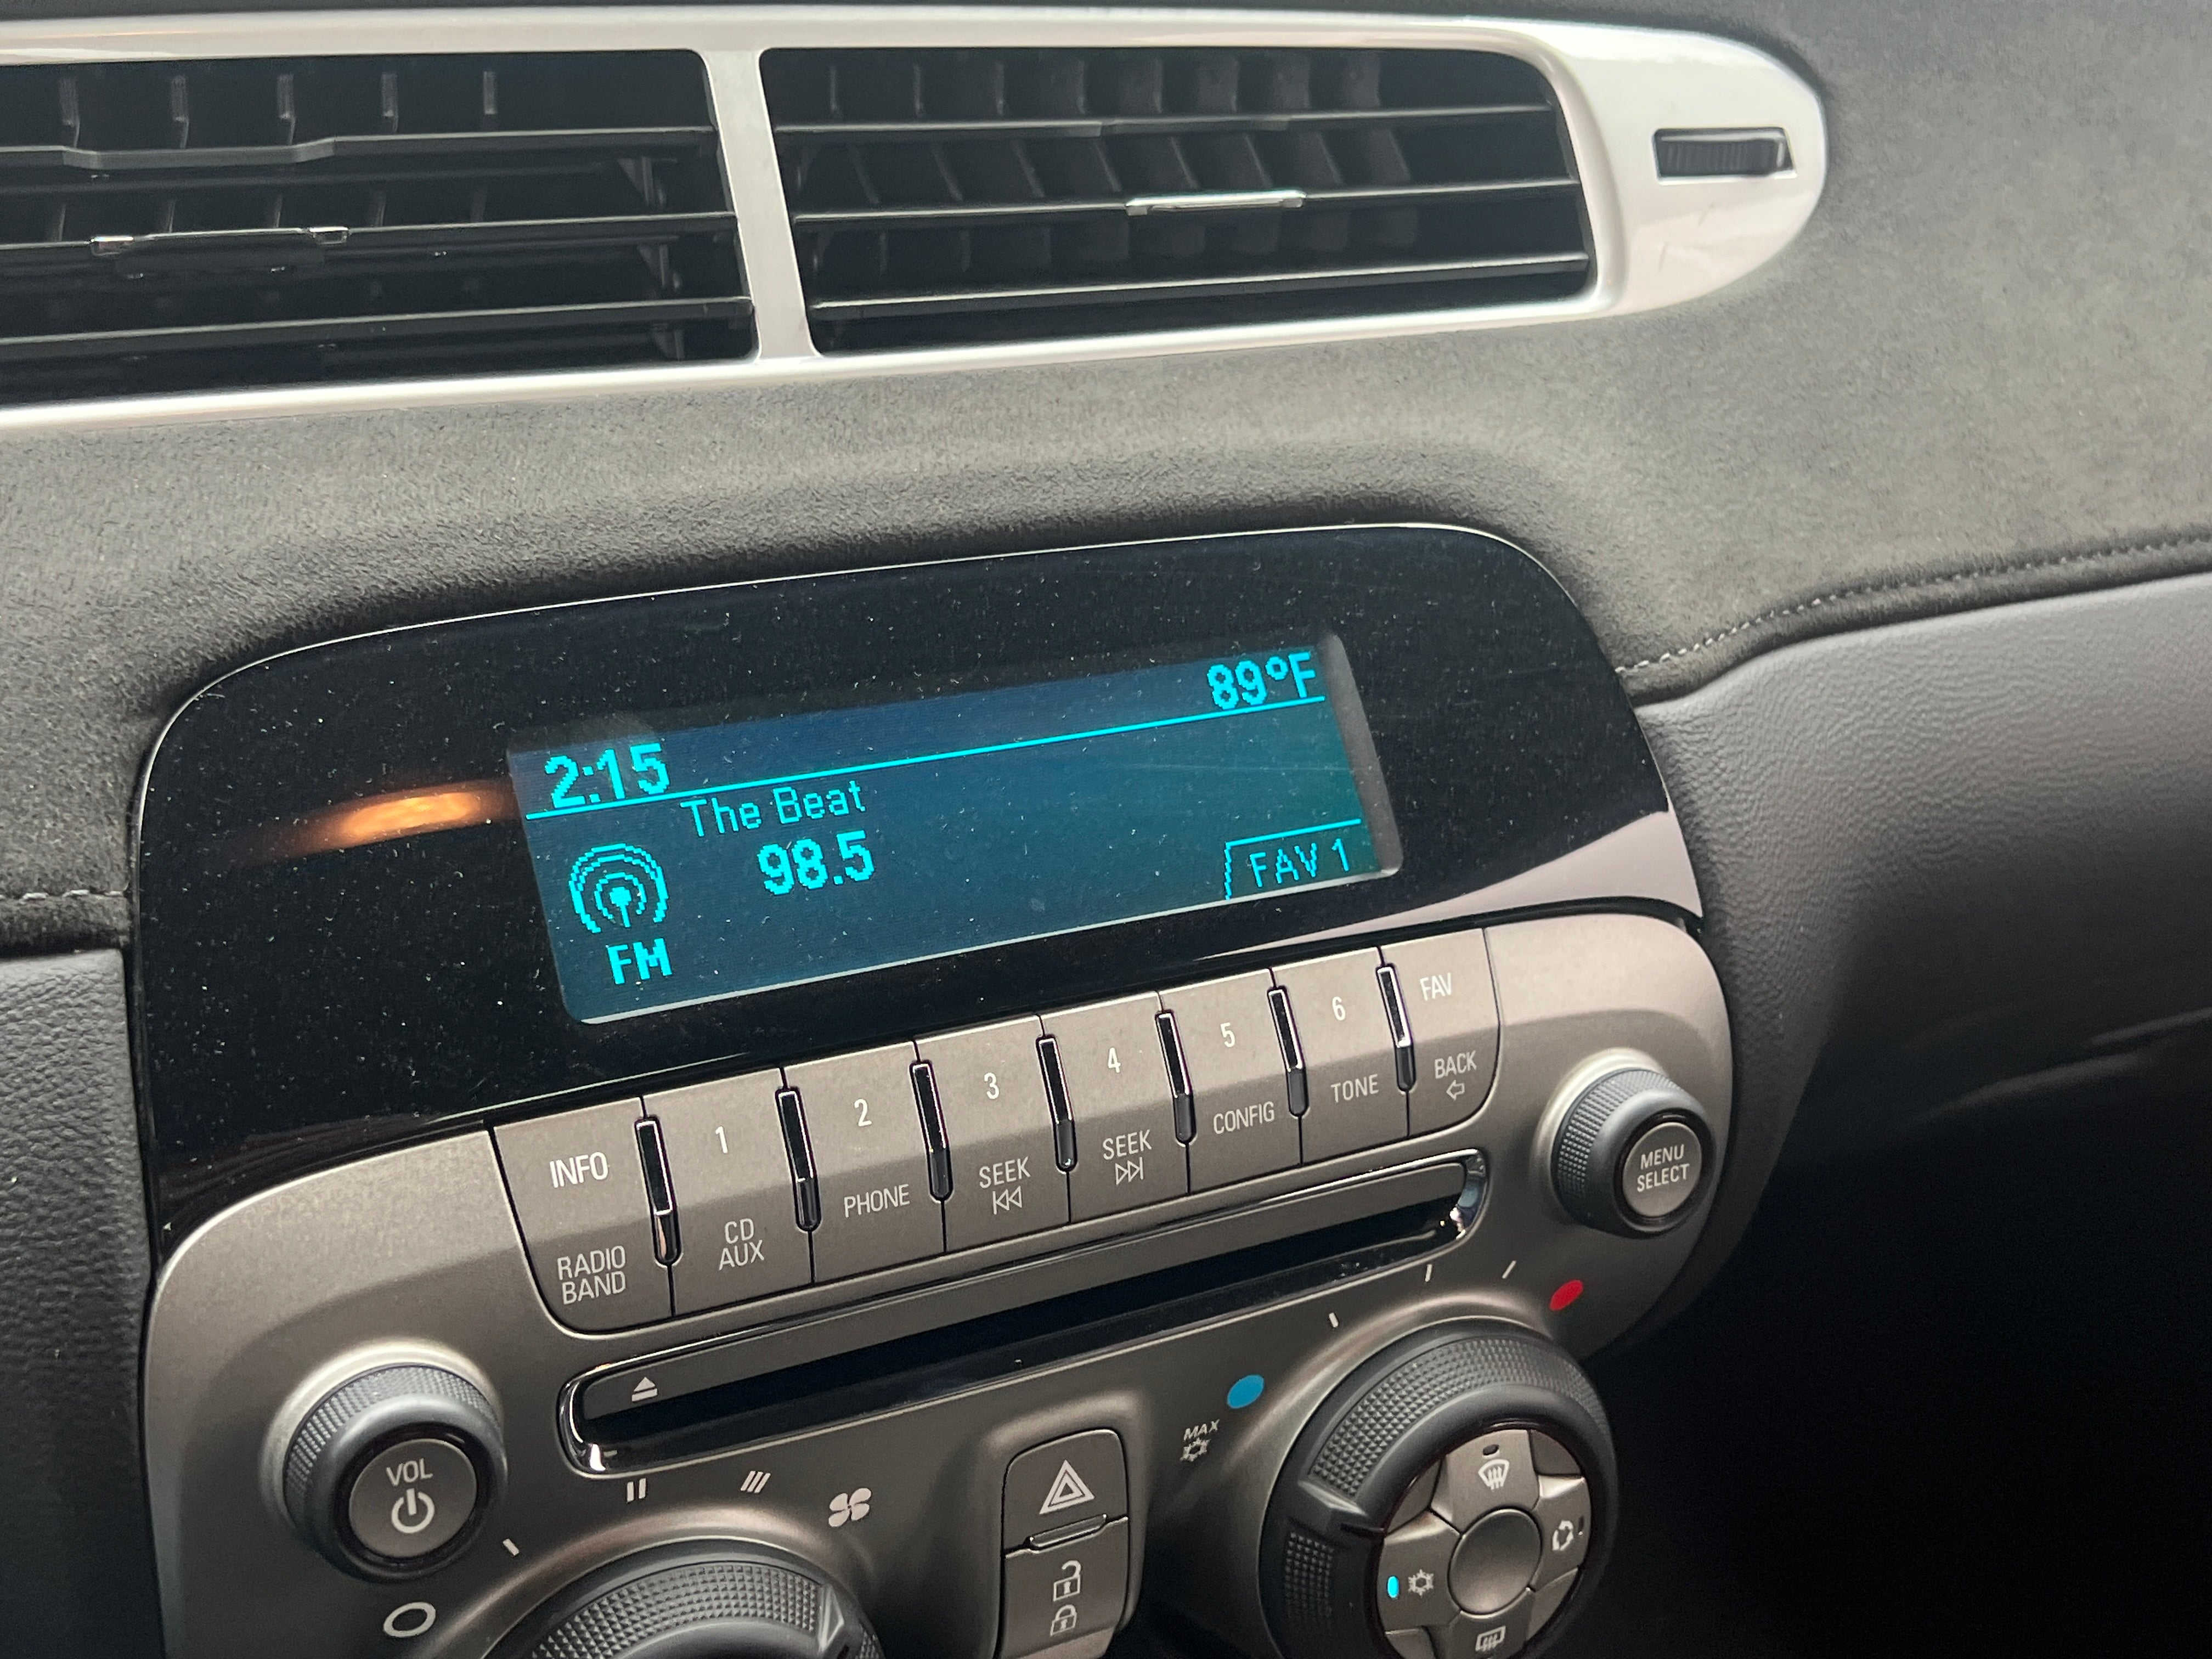 89°F
2:15
The Beat
98.5
FAV 1
FM
INFO
1
2
3
4
5
6
FAV
RADIO
BAND
CD
AUX
PHONE
SEEK
SEEK
CONFIG
TONE
BACK
MENU
SELECT
VOL
MAX